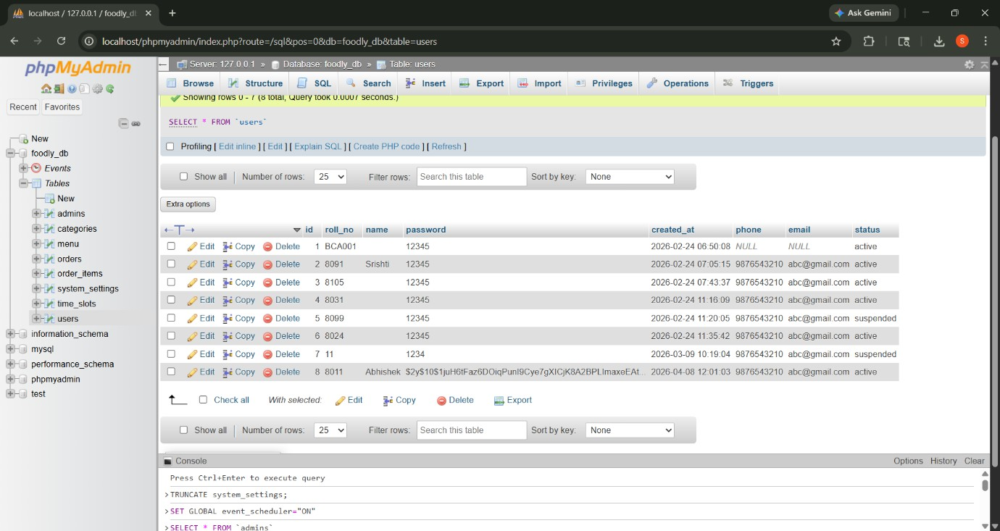 localhost / 127.0.0.1 / foodly_d
Ask Gemini
localhost/phpmyadmin/index.php?route=/sql&pos=0&db=foodly_db&table=users
S
phpMyAdmin
Recent Favorites
New
foodly_db
Events
Tables
New
admins
categories
menu
orders
order_items
system_settings
time_slots
users
information_schema
mysql
performance_schema
phpmyadmin
test
Server: 127.0.0.1 » Database: foodly_db » Table: users
Browse Structure SQL Search Insert Export Import Privileges Operations Triggers
Showing rows 0 - 7 (8 total, Query took 0.0007 seconds.)
SELECT * FROM `users`
Profiling [ Edit inline ] [ Edit ] [ Explain SQL ] [ Create PHP code ] [ Refresh ]
Show all Number of rows: 25 Filter rows: Search this table Sort by key: None
Extra options
id roll_no name password created_at phone email status
Edit Copy Delete 1 BCA001 12345 2026-02-24 06:50:08 NULL NULL active
Edit Copy Delete 2 8091 Srishti 12345 2026-02-24 07:05:15 9876543210 abc@gmail.com active
Edit Copy Delete 3 8105 12345 2026-02-24 07:43:37 9876543210 abc@gmail.com active
Edit Copy Delete 4 8031 12345 2026-02-24 11:16:09 9876543210 abc@gmail.com active
Edit Copy Delete 5 8099 12345 2026-02-24 11:20:05 9876543210 abc@gmail.com suspended
Edit Copy Delete 6 8024 12345 2026-02-24 11:35:42 9876543210 abc@gmail.com active
Edit Copy Delete 7 11 1234 2026-03-09 10:19:04 9876543210 abc@gmail.com suspended
Edit Copy Delete 8 8011 Abhishek $2y$10$1juH6tFaz6DOiqPunI9Cye7gXICjK8A2BPLImaxeEAt... 2026-04-08 12:01:03 9876543210 abc@gmail.com active
Check all With selected: Edit Copy Delete Export
Show all Number of rows: 25 Filter rows: Search this table Sort by key: None
Console Options History Clear
Press Ctrl+Enter to execute query
>TRUNCATE system_settings;
>SET GLOBAL event_scheduler="ON"
>SELECT * FROM `admins`